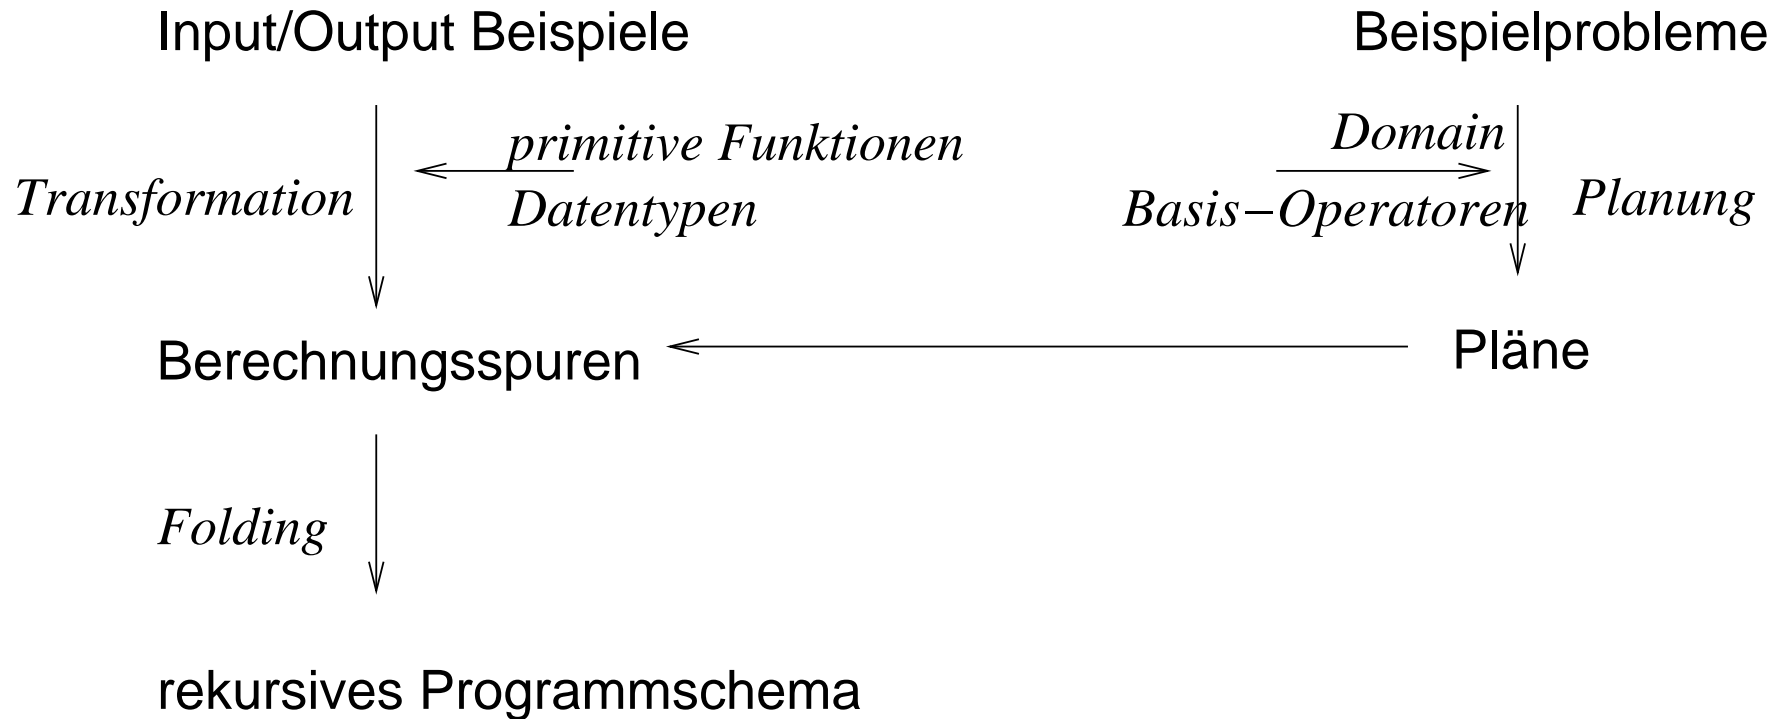 Input/Output Beispiele
Beispielprobleme
primitive Funktionen
Domain
Transformation
Datentypen
Basis–Operatoren
Planung
Berechnungsspuren
Pläne
Folding
rekursives Programmschema